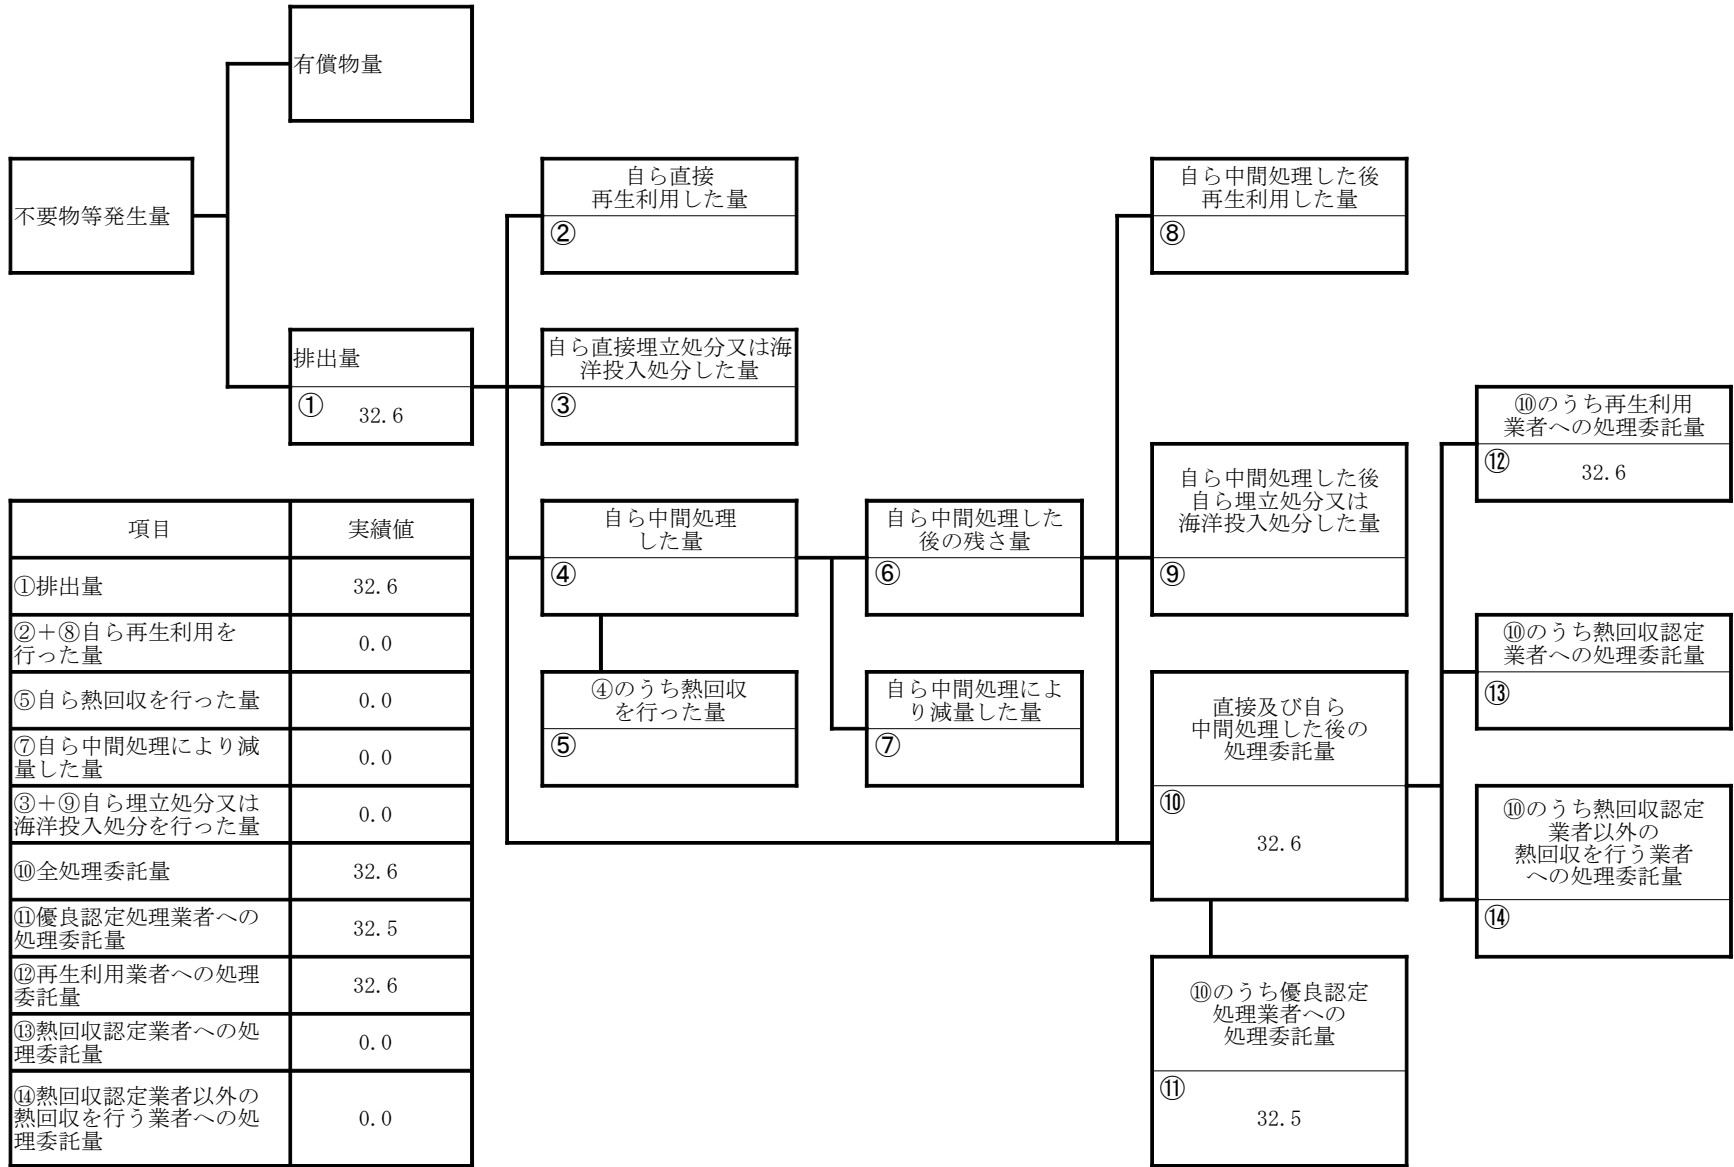 有償物量
不要物等発生量
自ら直接
再生利用した量
②
自ら中間処理した後
再生利用した量
⑧
排出量
① 32.6
自ら直接埋立処分又は海
洋投入処分した量
③
⑩のうち再生利用
業者への処理委託量
⑫ 32.6
自ら中間処理した後
自ら埋立処分又は
海洋投入処分した量
⑨
自ら中間処理
した量
④
自ら中間処理した
後の残さ量
⑥
⑩のうち熱回収認定
業者への処理委託量
⑬
④のうち熱回収
を行った量
⑤
自ら中間処理によ
り減量した量
⑦
直接及び自ら
中間処理した後の
処理委託量
⑩
32.6
⑩のうち熱回収認定
業者以外の
熱回収を行う業者
への処理委託量
⑭
⑩のうち優良認定
処理業者への
処理委託量
⑪
32.5
項目 実績値
①排出量 32.6
②+⑧自ら再生利用を
行った量 0.0
⑤自ら熱回収を行った量 0.0
⑦自ら中間処理により減
量した量 0.0
③+⑨自ら埋立処分又は
海洋投入処分を行った量 0.0
⑩全処理委託量 32.6
⑪優良認定処理業者への
処理委託量 32.5
⑫再生利用業者への処理
委託量 32.6
⑬熱回収認定業者への処
理委託量 0.0
⑭熱回収認定業者以外の
熱回収を行う業者への処
理委託量 0.0